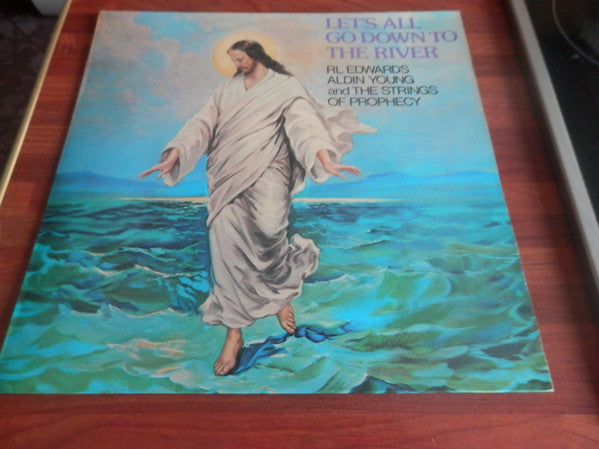 LET'S ALL
GO DOWN TO
THE RIVER
RL EDWARDS
ALDIN YOUNG
and THE STRINGS
OF PROPHECY